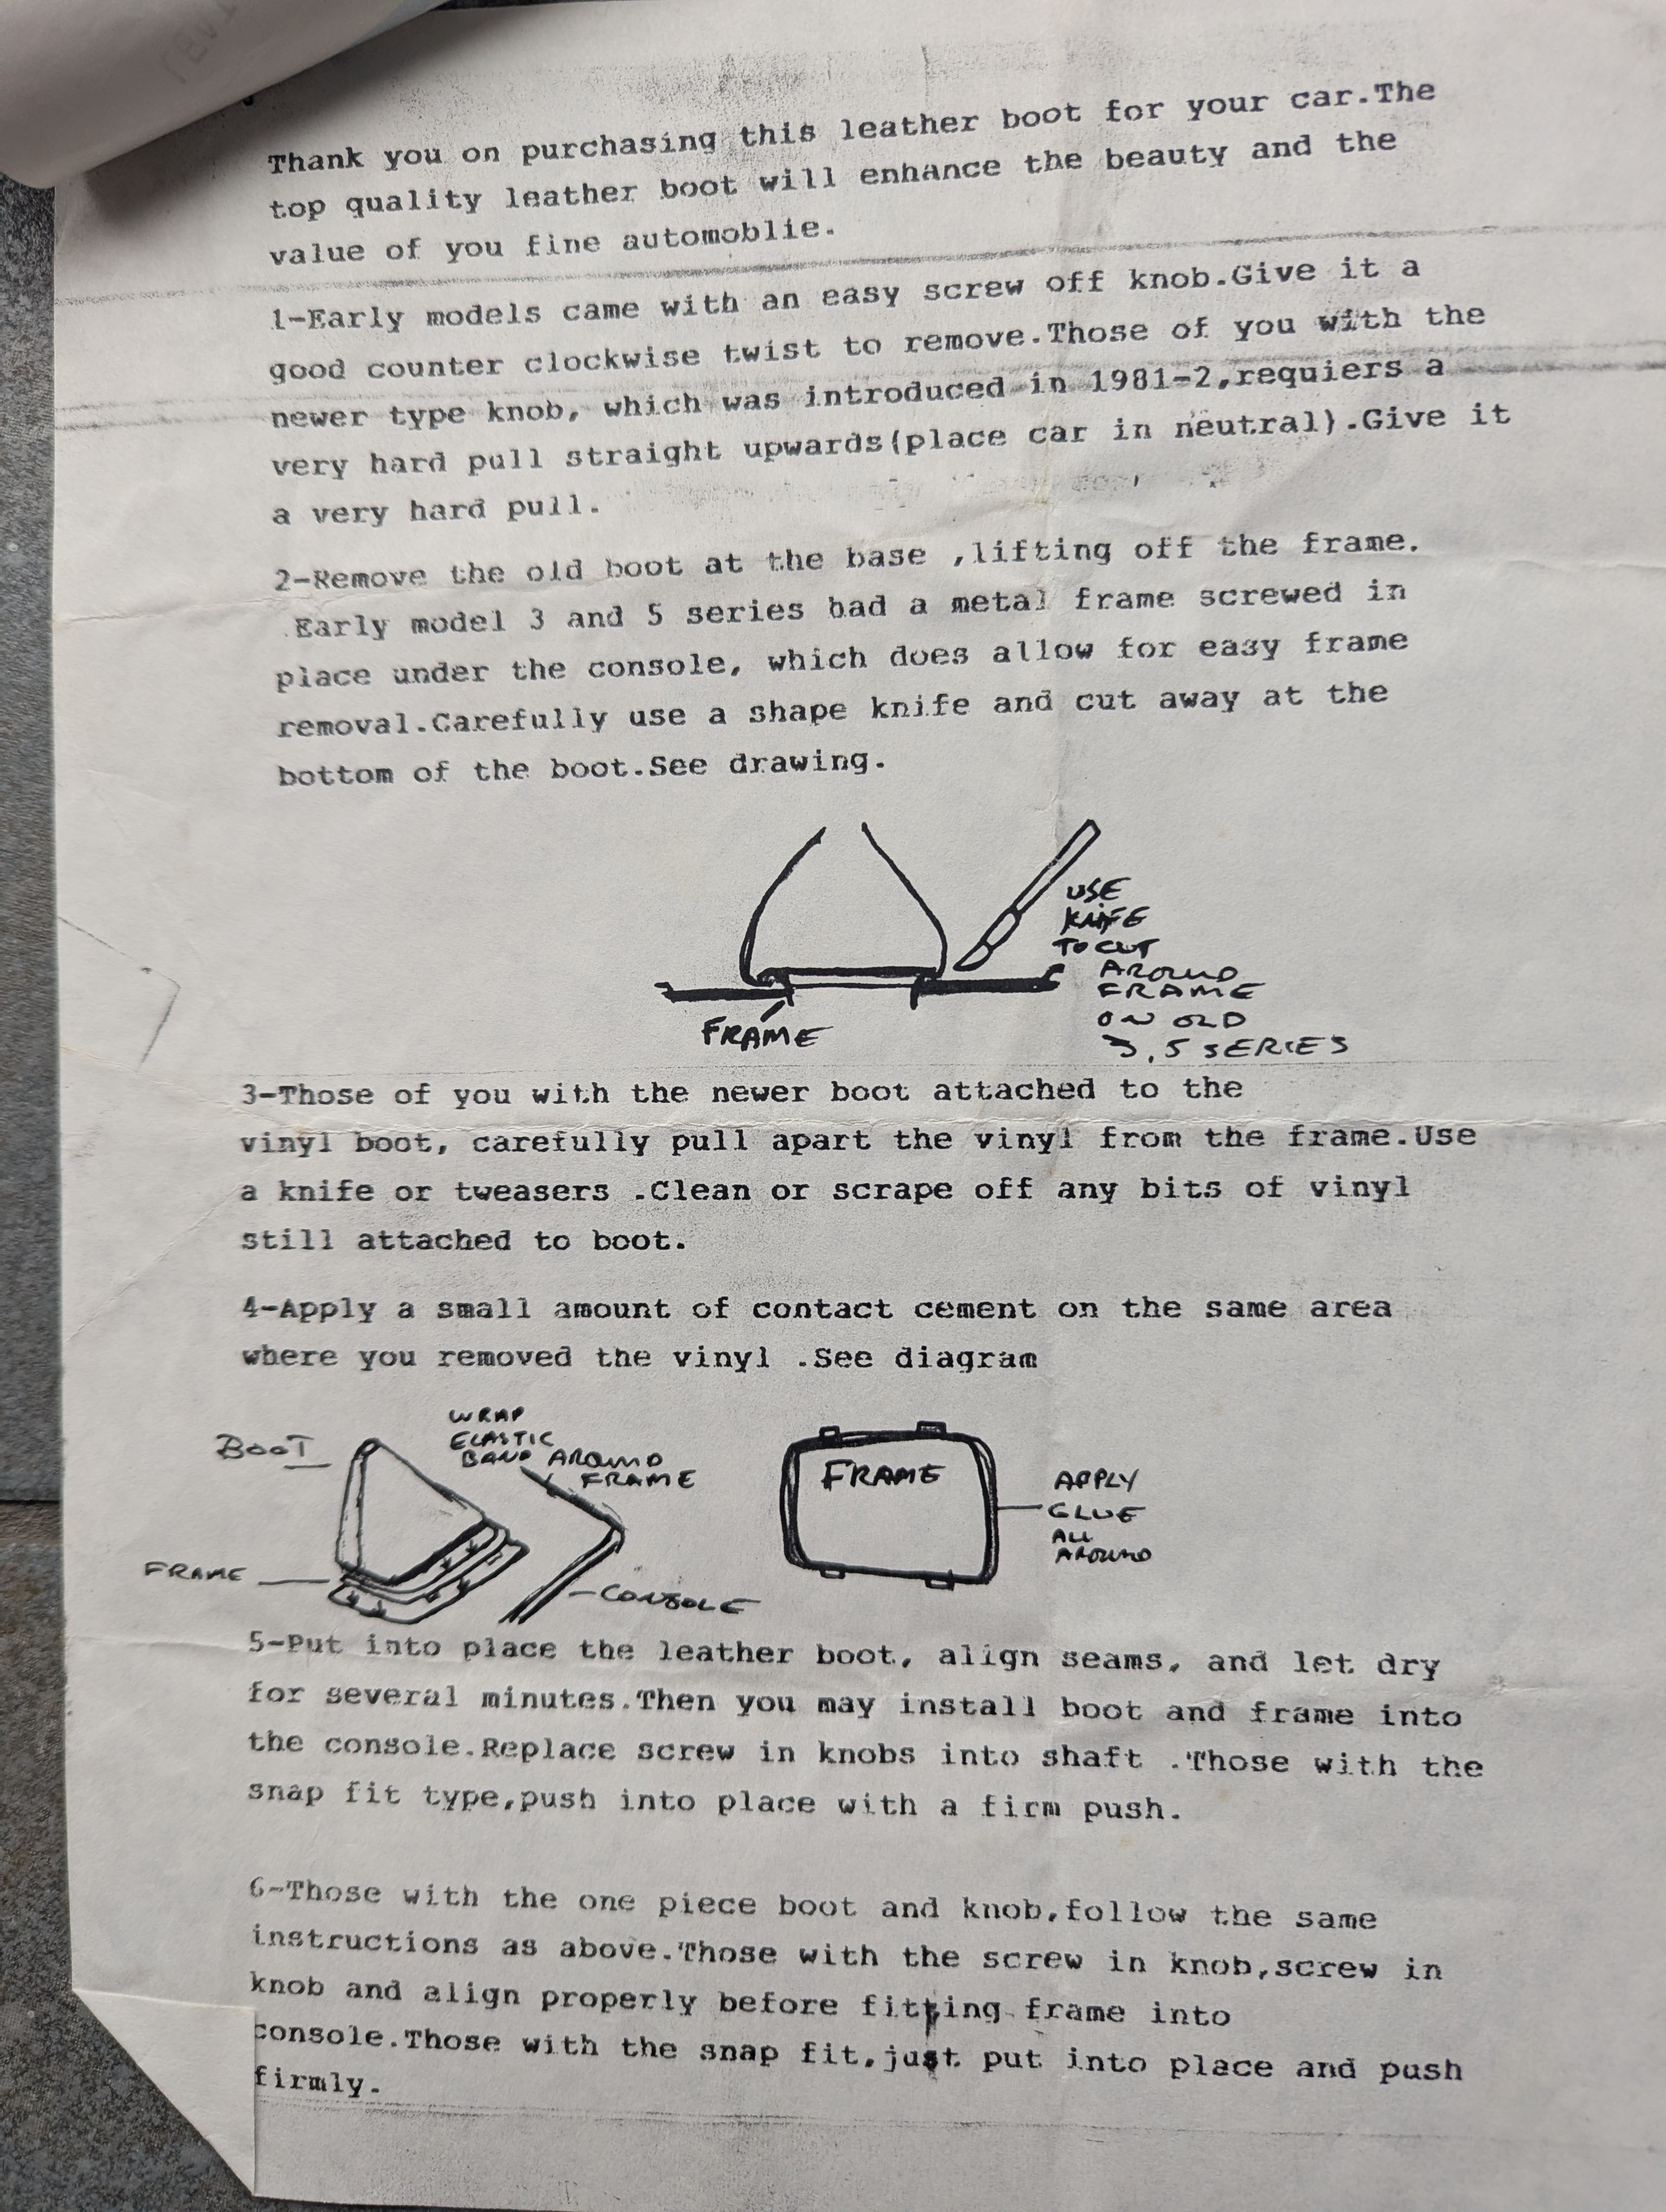 Thank you on purchasing this leather boot for your car.The
top quality leather boot will enhance the beauty and the
value of you fine automoblie.
1-Early models came with an easy screw off knob.Give it a
good counter clockwise twist to remove.Those of you with the
newer type knob, which was introduced in 1981-2,requiers a
very hard pull straight upwards(place car in neutral).Give it
a very hard pull.
2-Remove the old boot at the base ,lifting off the frame.
Early model 3 and 5 series had a metal frame screwed in
place under the console, which does allow for easy frame
removal.Carefully use a shape knife and cut away at the
bottom of the boot.See drawing.
USE
KNIFE
TO CUT
AROUND
FRAME
ON OLD
3,5 SERIES
FRAME
3-Those of you with the newer boot attached to the
vinyl boot, carefully pull apart the vinyl from the frame.Use
a knife or tweasers .Clean or scrape off any bits of vinyl
still attached to boot.
4-Apply a small amount of contact cement on the same area
where you removed the vinyl .See diagram
BOOT
WRAP
ELASTIC
BAND AROUND
FRAME
FRAME
CONSOLE
FRAME
APPLY
GLUE
ALL
AROUND
5-Put into place the leather boot, align seams, and let dry
for several minutes.Then you may install boot and frame into
the console.Replace screw in knobs into shaft .Those with the
snap fit type,push into place with a firm push.
6-Those with the one piece boot and knob,follow the same
instructions as above.Those with the screw in knob,screw in
knob and align properly before fitting frame into
console.Those with the snap fit,just put into place and push
firmly.